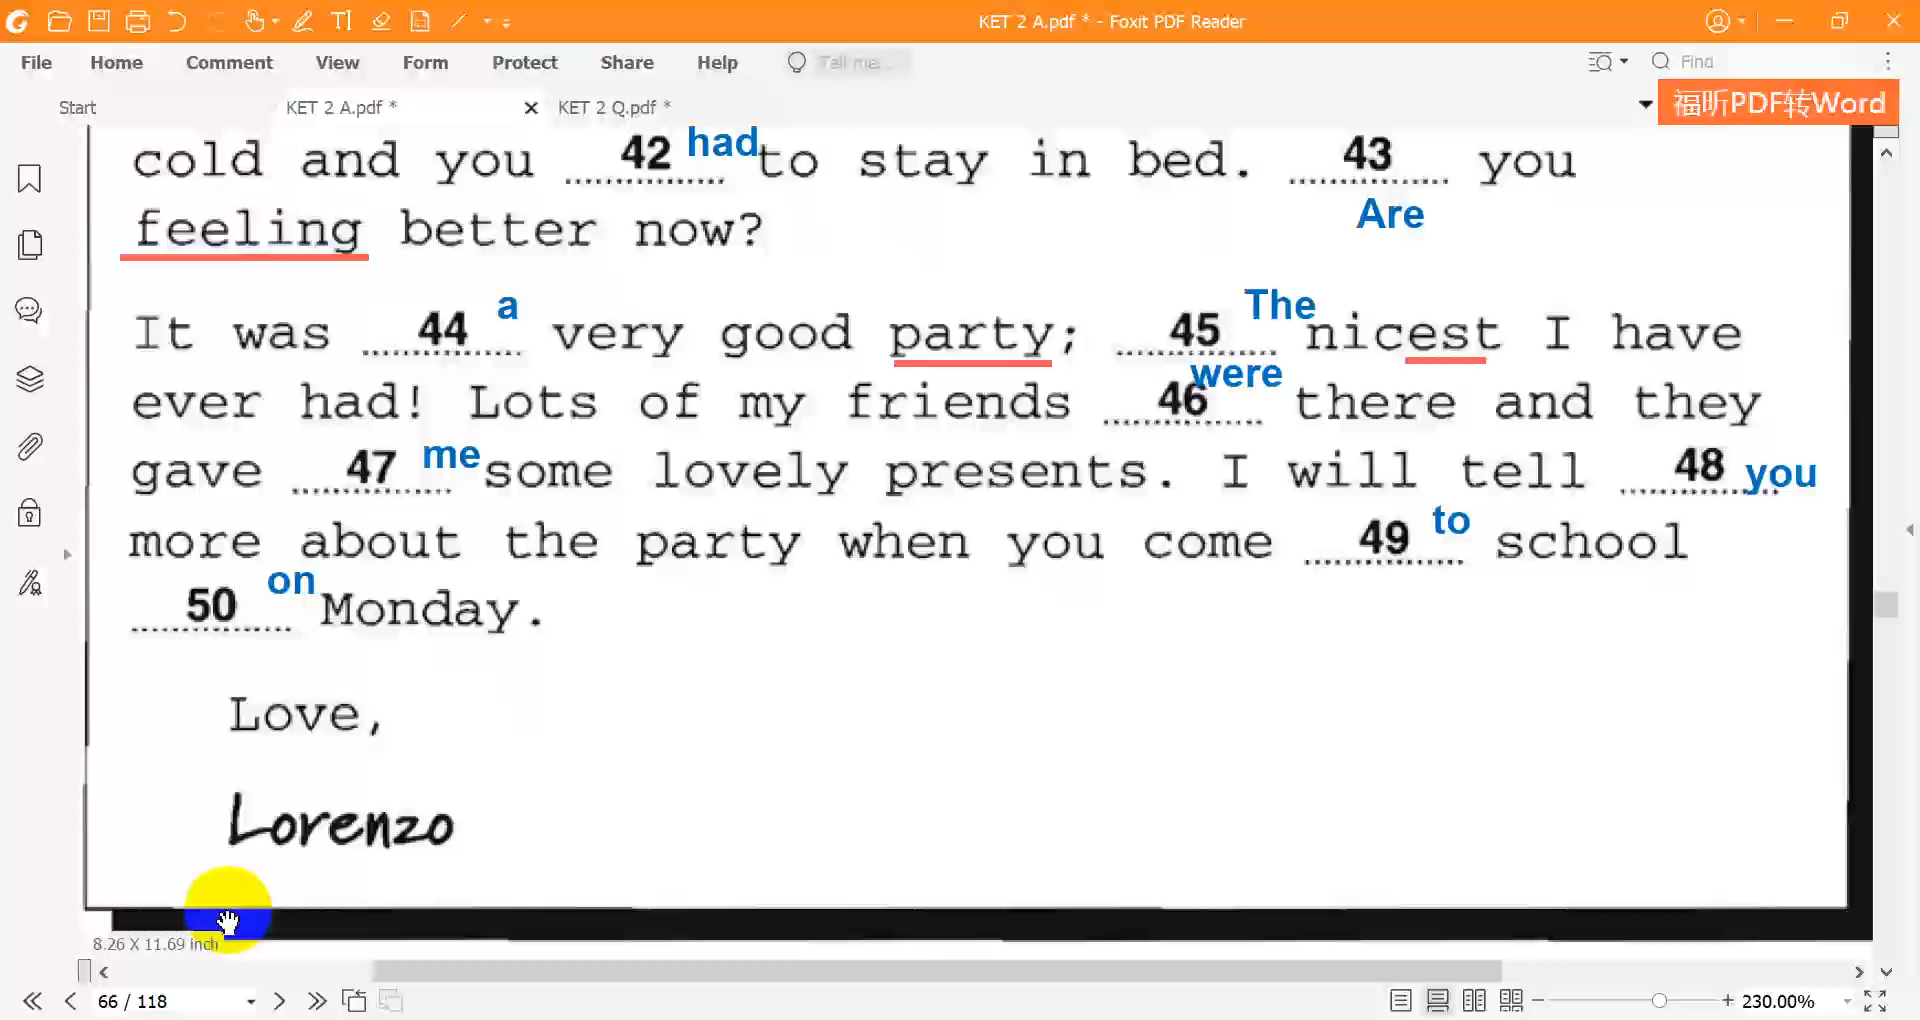 KET 2 A.pdf * - Foxit PDF Reader
File Home Comment View Form Protect Share Help Tell me... Find
Start KET 2 A.pdf * KET 2 Q.pdf * 福昕PDF转Word
cold and you 42 had to stay in bed. 43 you
Are
feeling better now?
It was 44 a very good party; 45 The nicest I have
were
ever had! Lots of my friends 46 there and they
gave 47 me some lovely presents. I will tell 48 you
more about the party when you come 49 to school
50 on Monday.
Love,
Lorenzo
8.26 X 11.69 inch
66 / 118 230.00%